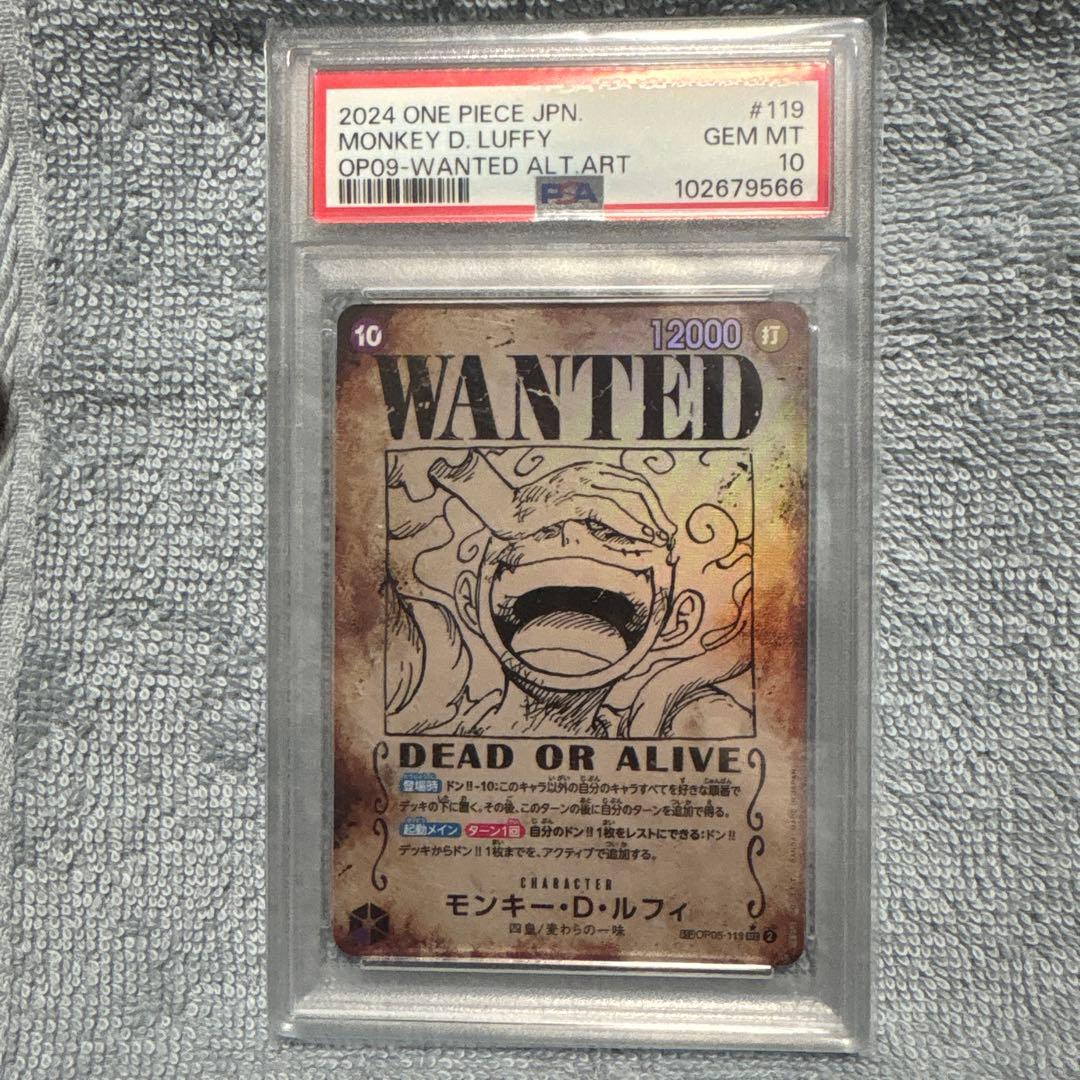 2024 ONE PIECE JPN. #119
MONKEY D. LUFFY GEM MT
OP09-WANTED ALT.ART 10
PSA 102679566
10 12000 打
WANTED
DEAD OR ALIVE
登場時 ドン!!-10:このキャラ以外の自分のキャラすべてを好きな順番で
デッキの下に置く。その後、このターンの後に自分のターンを追加で得る。
起動メイン ターン1回 自分のドン!!1枚をレストにできる:ドン!!
デッキからドン!!1枚までを、アクティブで追加する。
CHARACTER
モンキー・D・ルフィ
四皇/麦わらの一味
SP OP05-119 SEC 2